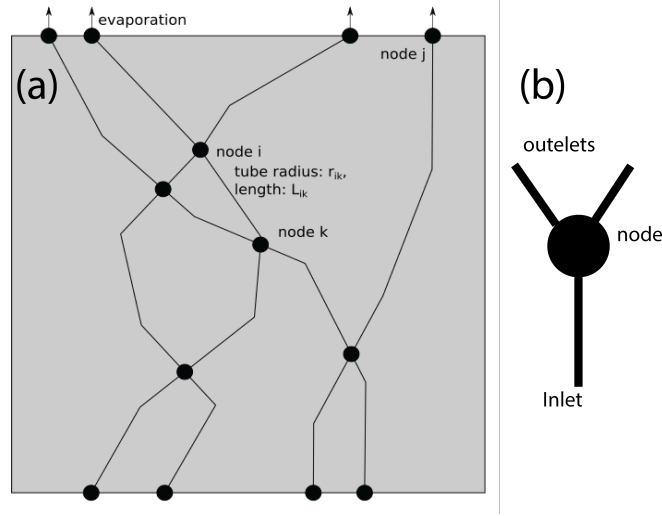 evaporation
node j
(a)
node i
tube radius: r_ik,
length: L_ik
node k
(b)
outelets
node
Inlet